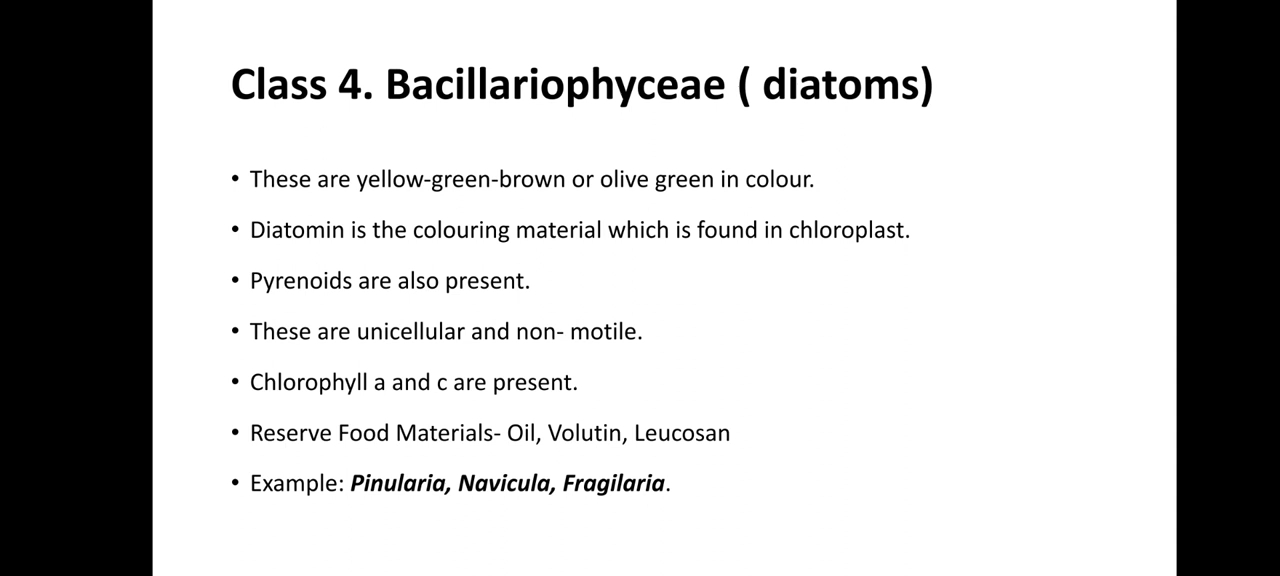 Class 4. Bacillariophyceae ( diatoms)
• These are yellow-green-brown or olive green in colour.
• Diatomin is the colouring material which is found in chloroplast.
• Pyrenoids are also present.
• These are unicellular and non- motile.
• Chlorophyll a and c are present.
• Reserve Food Materials- Oil, Volutin, Leucosan
• Example: Pinularia, Navicula, Fragilaria.